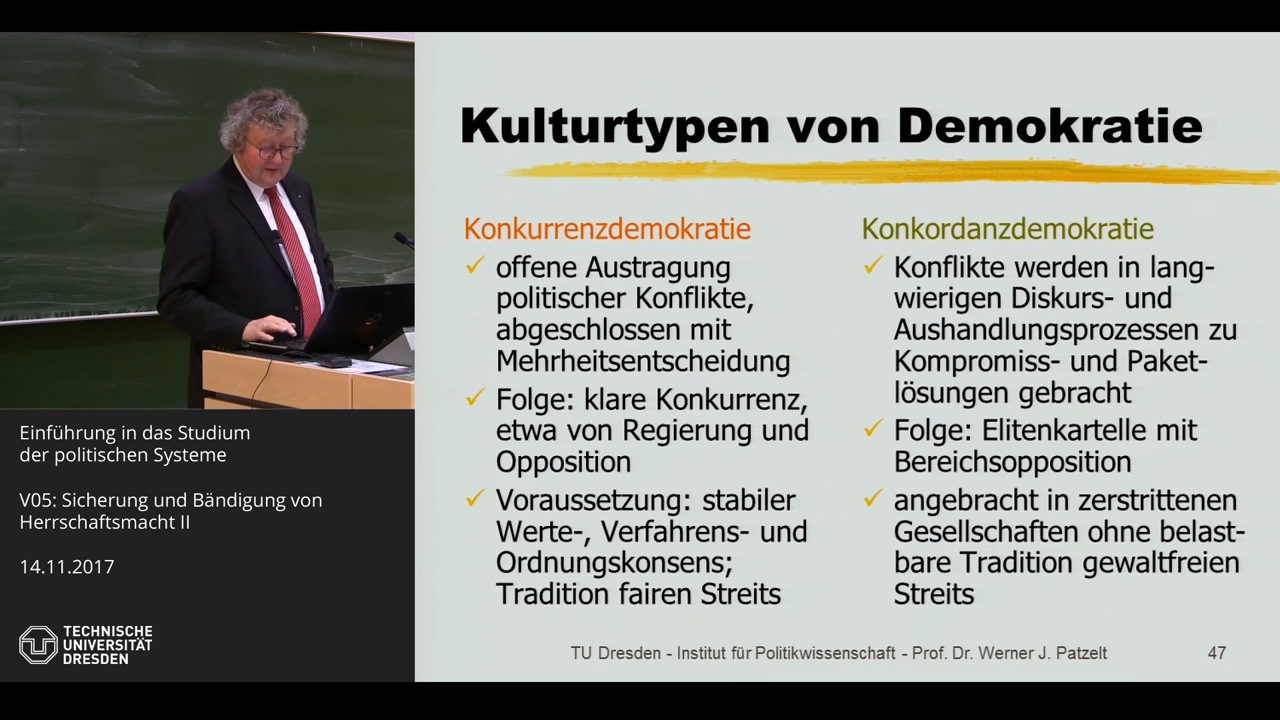 Kulturtypen von Demokratie
Konkurrenzdemokratie
✓ offene Austragung
politischer Konflikte,
abgeschlossen mit
Mehrheitsentscheidung
✓ Folge: klare Konkurrenz,
etwa von Regierung und
Opposition
✓ Voraussetzung: stabiler
Werte-, Verfahrens- und
Ordnungskonsens;
Tradition fairen Streits
Konkordanzdemokratie
✓ Konflikte werden in lang-
wierigen Diskurs- und
Aushandlungsprozessen zu
Kompromiss- und Paket-
lösungen gebracht
✓ Folge: Elitenkartelle mit
Bereichsopposition
✓ angebracht in zerstrittenen
Gesellschaften ohne belast-
bare Tradition gewaltfreien
Streits
TU Dresden - Institut für Politikwissenschaft - Prof. Dr. Werner J. Patzelt
47
Einführung in das Studium
der politischen Systeme
V05: Sicherung und Bändigung von
Herrschaftsmacht II
14.11.2017
TECHNISCHE
UNIVERSITÄT
DRESDEN